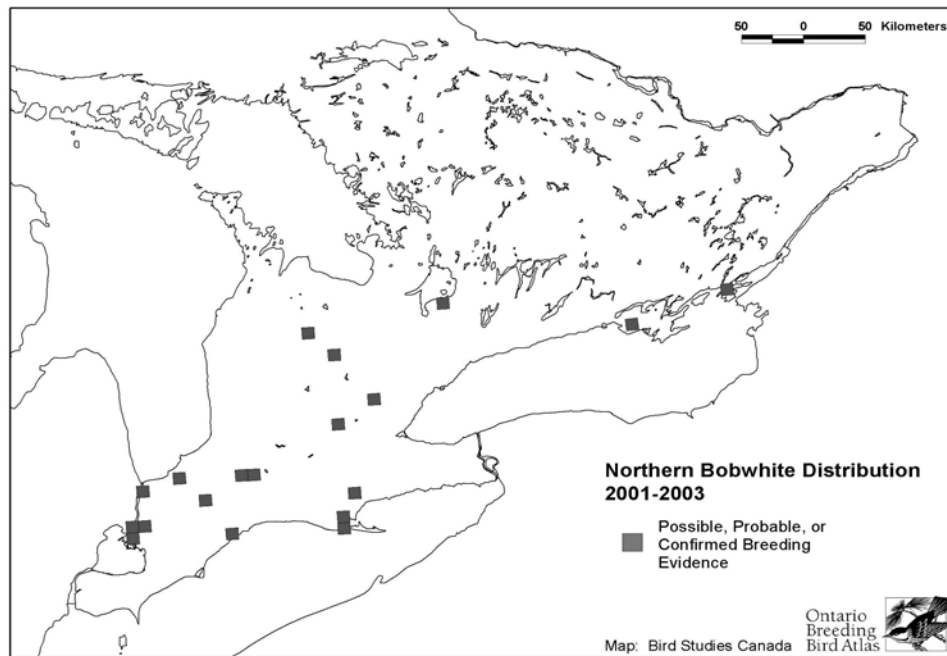 50 0 50 Kilometers
Northern Bobwhite Distribution
2001-2003
Possible, Probable, or
Confirmed Breeding
Evidence
Map: Bird Studies Canada
Ontario
Breeding
Bird Atlas